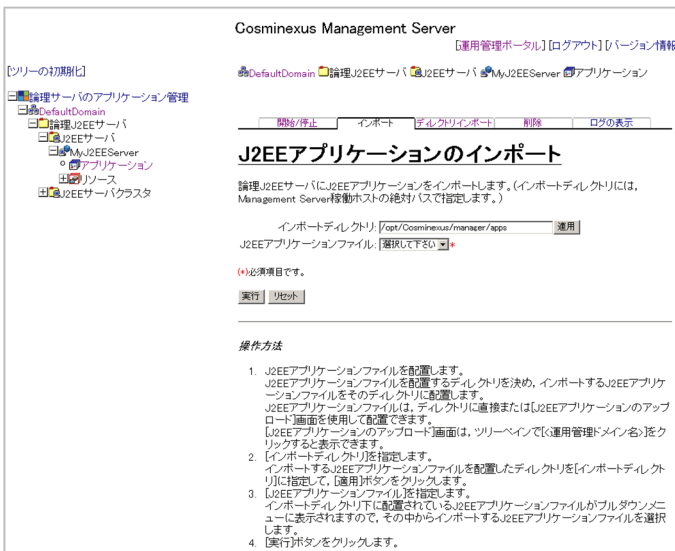 Cosminexus Management Server
[運用管理ポータル] [ログアウト] [バージョン情報
[ツリーの初期化]
DefaultDomain 論理J2EEサーバ J2EEサーバ MyJ2EEServer アプリケーション
論理サーバのアプリケーション管理
DefaultDomain
論理J2EEサーバ
J2EEサーバ
MyJ2EEServer
アプリケーション
リソース
J2EEサーバクラスタ
開始/停止 インポート ディレクトリインポート 削除 ログの表示
J2EEアプリケーションのインポート
論理J2EEサーバにJ2EEアプリケーションをインポートします。(インポートディレクトリには,
Management Server稼働ホストの絶対パスで指定します。)
インポートディレクトリ: /opt/Cosminexus/manager/apps 適用
J2EEアプリケーションファイル: 選択して下さい *
(*)必須項目です。
実行 リセット
操作方法
1. J2EEアプリケーションファイルを配置します。
J2EEアプリケーションファイルを配置するディレクトリを決め, インポートするJ2EEアプリケ
ーションファイルをそのディレクトリに配置します。
J2EEアプリケーションファイルは, ディレクトリに直接または[J2EEアプリケーションのアップ
ロード]画面を使用して配置できます。
[J2EEアプリケーションのアップロード]画面は, ツリーペインで[<運用管理ドメイン名>]をク
リックすると表示できます。
2. [インポートディレクトリ]を指定します。
インポートするJ2EEアプリケーションファイルを配置したディレクトリを[インポートディレクト
リ]に指定して, [適用]ボタンをクリックします。
3. [J2EEアプリケーションファイル]を指定します。
インポートディレクトリ下に配置されているJ2EEアプリケーションファイルがプルダウンメニ
ューに表示されますので, その中からインポートするJ2EEアプリケーションファイルを選択
します。
4. [実行]ボタンをクリックします。